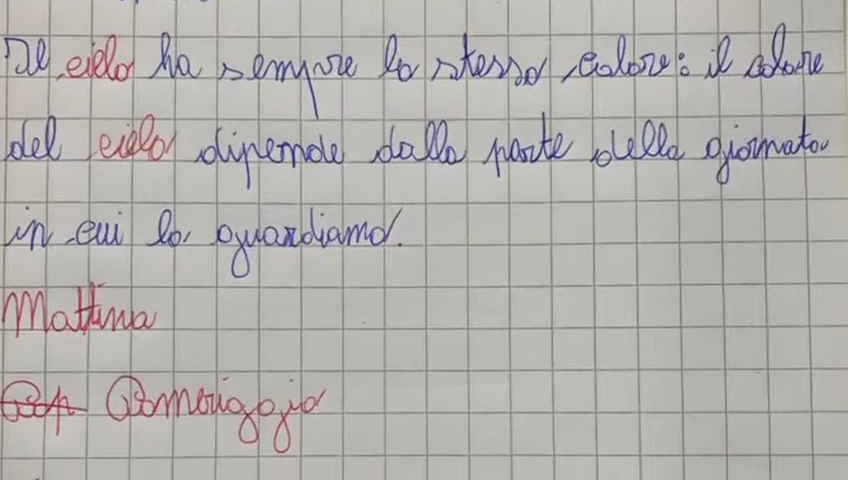 Il cielo ha sempre lo stesso colore: il colore
del cielo dipende dalla parte della giornata
in cui lo guardiamo.
Mattina
Pomeriggio